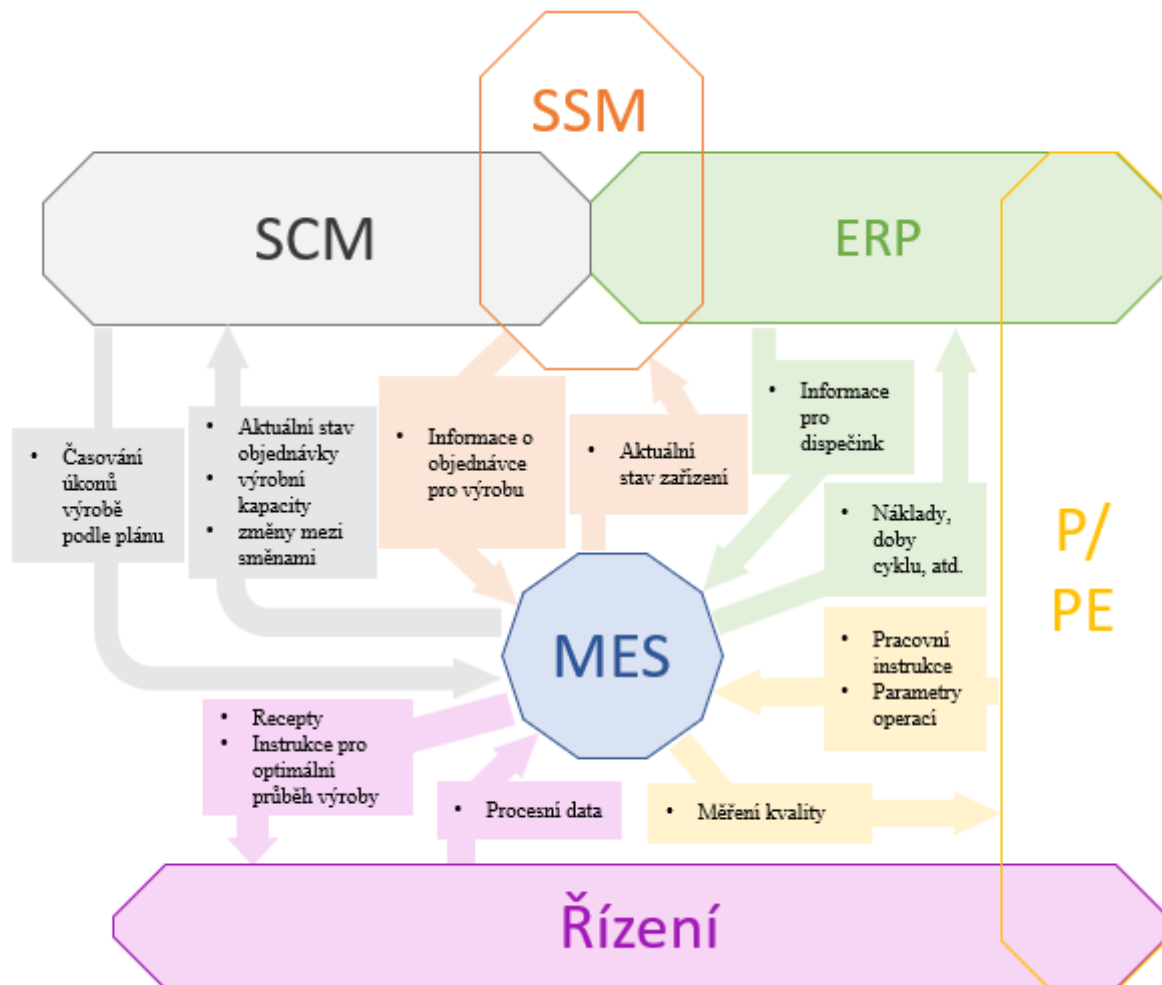 SSM
SCM
ERP
• Časování
úkonů
výrobě
podle plánu
• Aktuální stav
objednávky
• výrobní
kapacity
• změny mezi
směnami
• Informace o
objednávce
pro výrobu
• Aktuální
stav zařízení
• Informace
pro
dispečink
• Náklady,
doby
cyklu, atd.
P/
PE
MES
• Pracovní
instrukce
• Parametry
operací
• Recepty
• Instrukce pro
optimální
průběh výroby
• Procesní data
• Měření kvality
Řízení